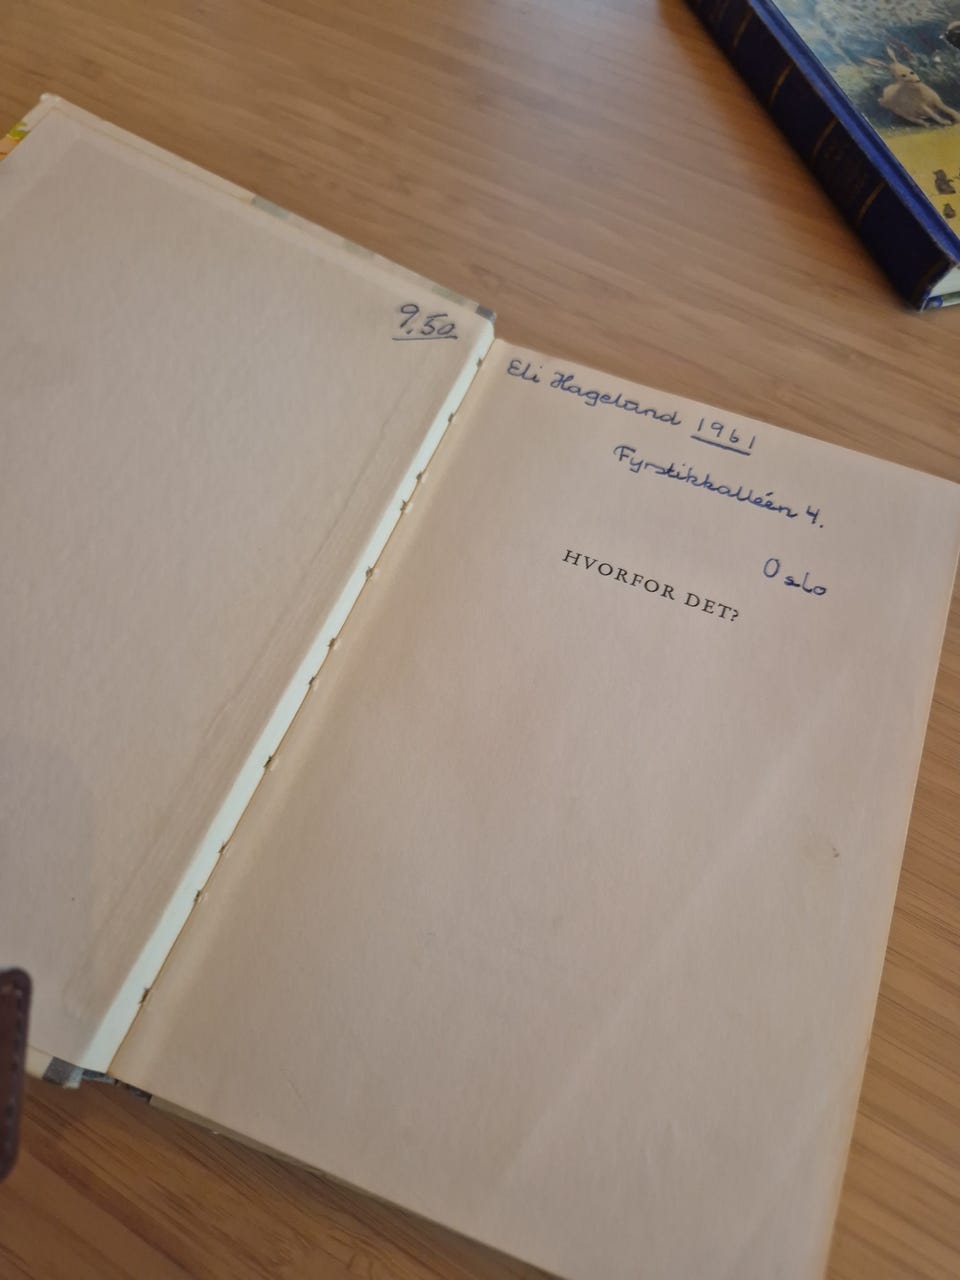 9,50
Eli Hageland 1961
Fyrstikkalléen 4.
Oslo
HVORFOR DET?